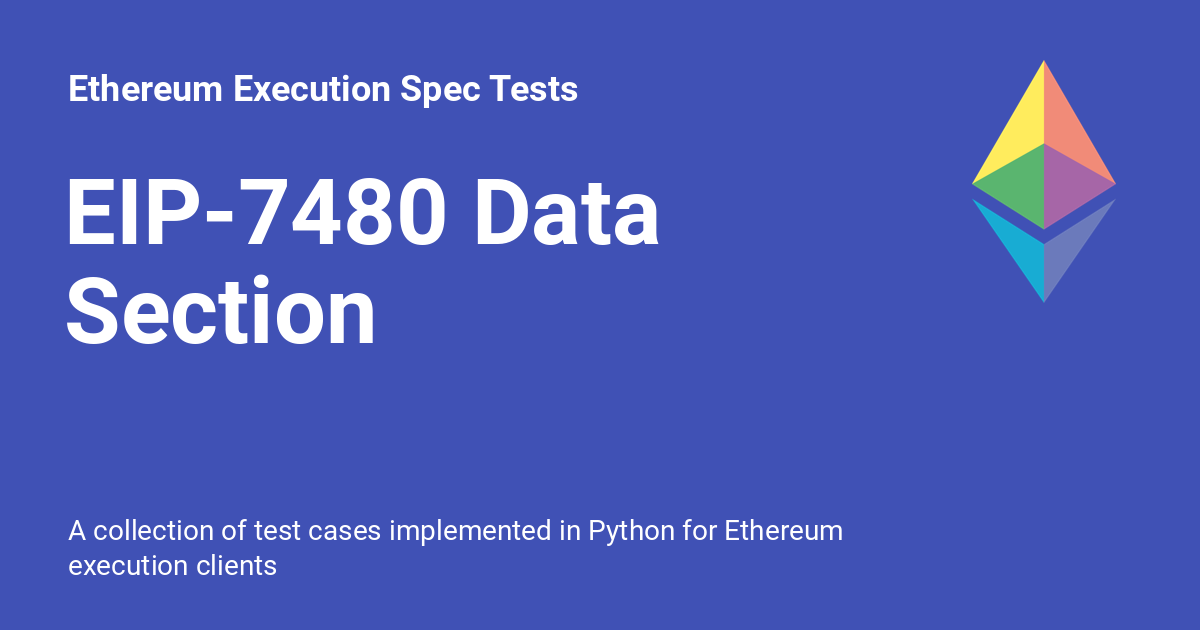 Ethereum Execution Spec Tests
EIP-7480 Data
Section
A collection of test cases implemented in Python for Ethereum
execution clients